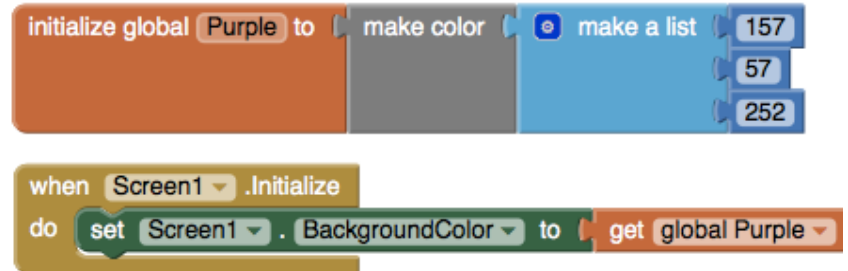 initialize global Purple to make color make a list 157
57
252
when Screen1 .Initialize
do set Screen1 . BackgroundColor to get global Purple